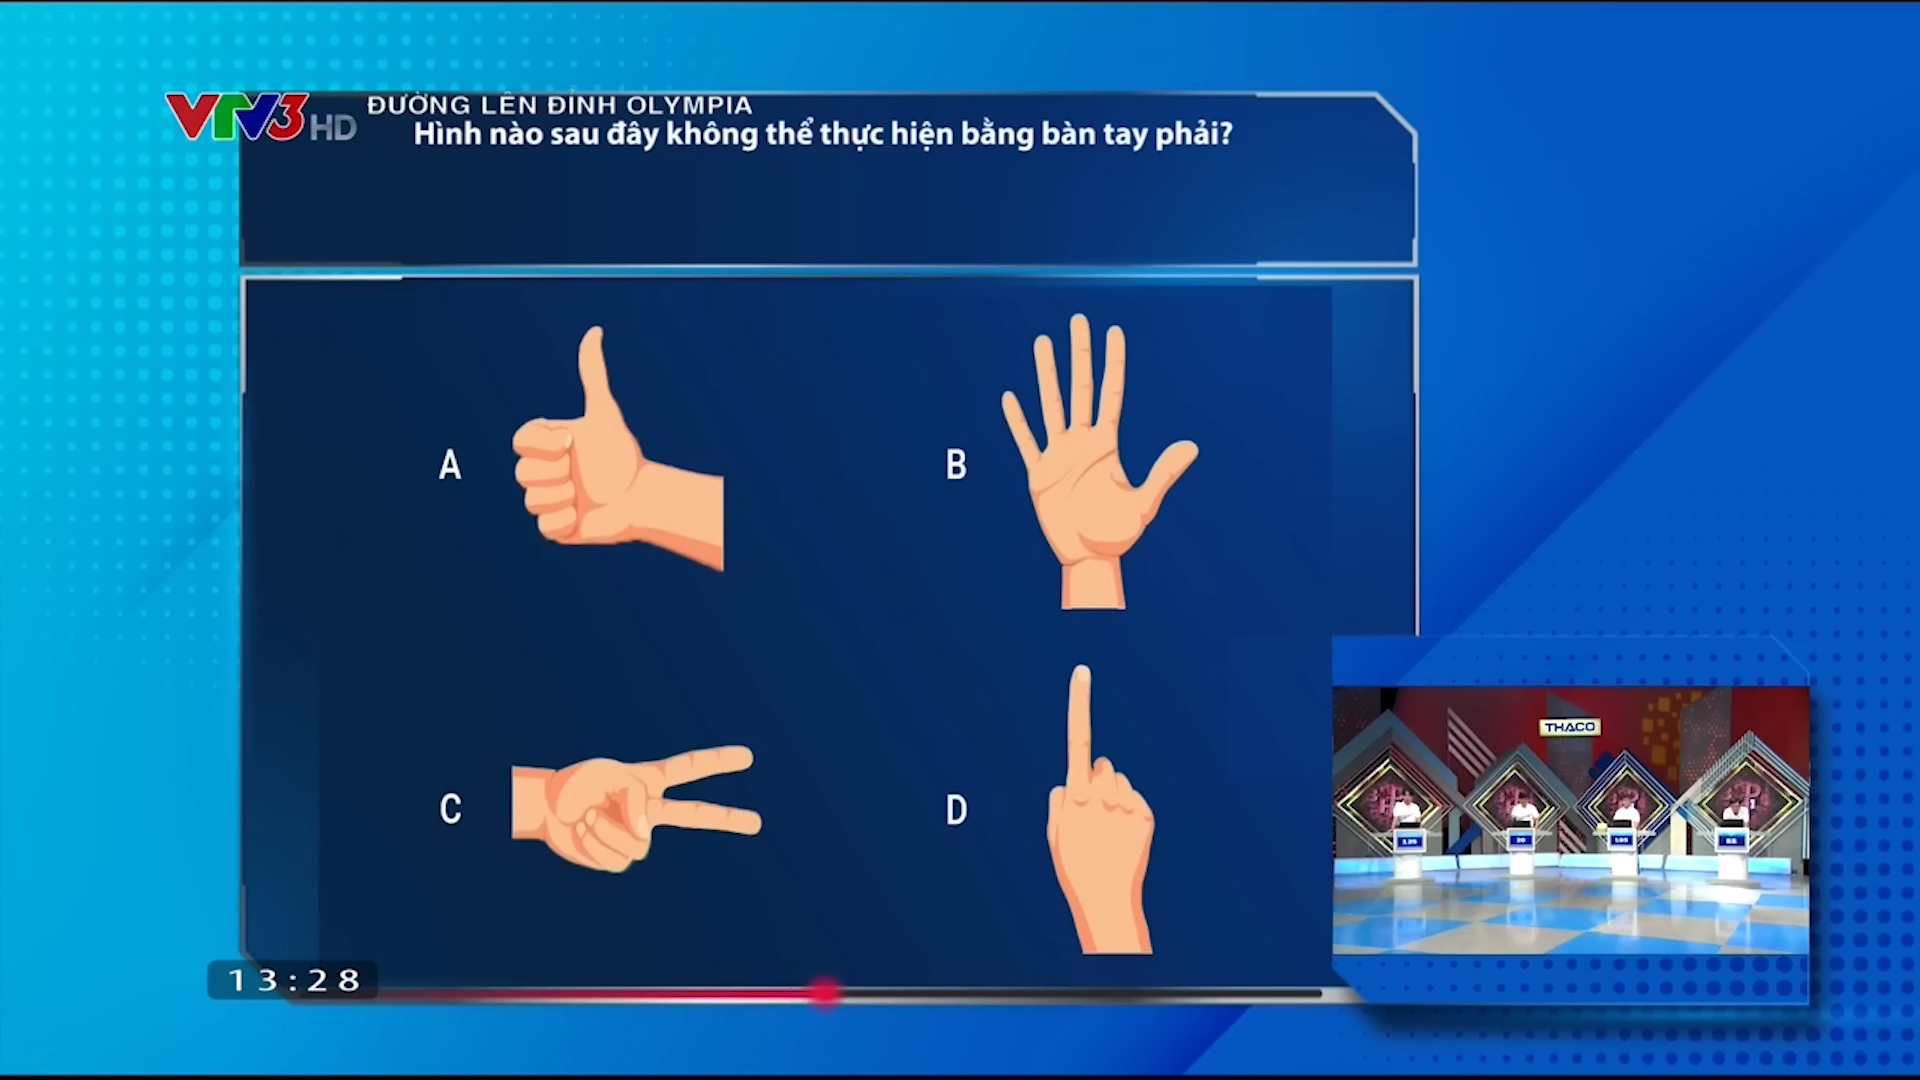 VTV3 HD
ĐƯỜNG LÊN ĐỈNH OLYMPIA
Hình nào sau đây không thể thực hiện bằng bàn tay phải?
A
B
C
D
THACO
13:28